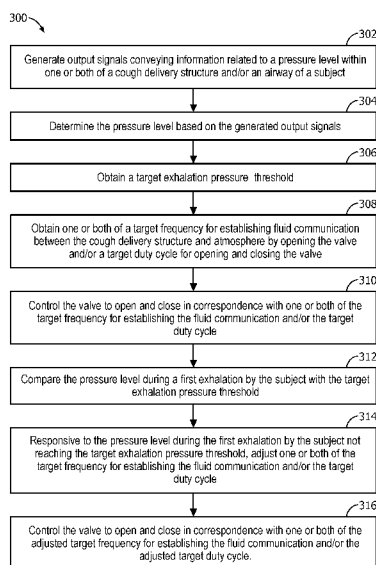 300
302
Generate output signals conveying information related to a pressure level within
one or both of a cough delivery structure and/or an airway of a subject
304
Determine the pressure level based on the generated output signals
306
Obtain a target exhalation pressure threshold
308
Obtain one or both of a target frequency for establishing fluid communication
between the cough delivery structure and atmosphere by opening the valve
and/or a target duty cycle for opening and closing the valve
310
Control the valve to open and close in correspondence with one or both of the
target frequency for establishing the fluid communication and/or the target
duty cycle
312
Compare the pressure level during a first exhalation by the subject with the target
exhalation pressure threshold
314
Responsive to the pressure level during the first exhalation by the subject not
reaching the target exhalation pressure threshold, adjust one or both of the
target frequency for establishing the fluid communication and/or the target duty
cycle
316
Control the valve to open and close in correspondence with one or both of the
adjusted target frequency for establishing the fluid communication and/or the
adjusted target duty cycle.